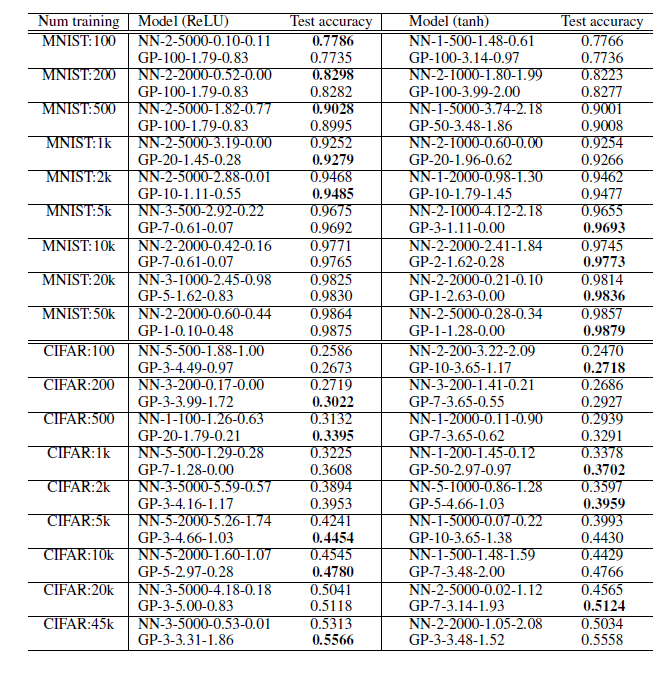 Num training Model (ReLU) Test accuracy Model (tanh) Test accuracy
MNIST:100 NN-2-5000-0.10-0.11 0.7786 NN-1-500-1.48-0.61 0.7766
GP-100-1.79-0.83 0.7735 GP-100-3.14-0.97 0.7736
MNIST:200 NN-2-2000-0.52-0.00 0.8298 NN-2-1000-1.80-1.99 0.8223
GP-100-1.79-0.83 0.8282 GP-100-3.99-2.00 0.8277
MNIST:500 NN-2-5000-1.82-0.77 0.9028 NN-1-5000-3.74-2.18 0.9001
GP-100-1.79-0.83 0.8995 GP-50-3.48-1.86 0.9008
MNIST:1k NN-2-5000-3.19-0.00 0.9252 NN-2-1000-0.60-0.00 0.9254
GP-20-1.45-0.28 0.9279 GP-20-1.96-0.62 0.9266
MNIST:2k NN-2-5000-2.88-0.01 0.9468 NN-1-2000-0.98-1.30 0.9462
GP-10-1.11-0.55 0.9485 GP-10-1.79-1.45 0.9477
MNIST:5k NN-3-500-2.92-0.22 0.9675 NN-2-1000-4.12-2.18 0.9655
GP-7-0.61-0.07 0.9692 GP-3-1.11-0.00 0.9693
MNIST:10k NN-2-2000-0.42-0.16 0.9771 NN-2-2000-2.41-1.84 0.9745
GP-7-0.61-0.07 0.9765 GP-2-1.62-0.28 0.9773
MNIST:20k NN-3-1000-2.45-0.98 0.9825 NN-2-2000-0.21-0.10 0.9814
GP-5-1.62-0.83 0.9830 GP-1-2.63-0.00 0.9836
MNIST:50k NN-2-2000-0.60-0.44 0.9864 NN-2-5000-0.28-0.34 0.9857
GP-1-0.10-0.48 0.9875 GP-1-1.28-0.00 0.9879
CIFAR:100 NN-5-500-1.88-1.00 0.2586 NN-2-200-3.22-2.09 0.2470
GP-3-4.49-0.97 0.2673 GP-10-3.65-1.17 0.2718
CIFAR:200 NN-3-200-0.17-0.00 0.2719 NN-3-200-1.41-0.21 0.2686
GP-3-3.99-1.72 0.3022 GP-7-3.65-0.55 0.2927
CIFAR:500 NN-1-100-1.26-0.63 0.3132 NN-1-2000-0.11-0.90 0.2939
GP-20-1.79-0.21 0.3395 GP-7-3.65-0.62 0.3291
CIFAR:1k NN-5-500-1.29-0.28 0.3225 NN-1-200-1.45-0.12 0.3378
GP-7-1.28-0.00 0.3608 GP-50-2.97-0.97 0.3702
CIFAR:2k NN-3-5000-5.59-0.57 0.3894 NN-5-1000-0.86-1.28 0.3597
GP-3-4.16-1.17 0.3953 GP-5-4.66-1.03 0.3959
CIFAR:5k NN-5-2000-5.26-1.74 0.4241 NN-1-5000-0.07-0.22 0.3993
GP-3-4.66-1.03 0.4454 GP-10-3.65-1.38 0.4430
CIFAR:10k NN-5-2000-1.60-1.07 0.4545 NN-1-500-1.48-1.59 0.4429
GP-5-2.97-0.28 0.4780 GP-7-3.48-2.00 0.4766
CIFAR:20k NN-3-5000-4.18-0.18 0.5041 NN-2-5000-0.02-1.12 0.4565
GP-3-5.00-0.83 0.5118 GP-7-3.14-1.93 0.5124
CIFAR:45k NN-3-5000-0.53-0.01 0.5313 NN-2-2000-1.05-2.08 0.5034
GP-3-3.31-1.86 0.5566 GP-3-3.48-1.52 0.5558